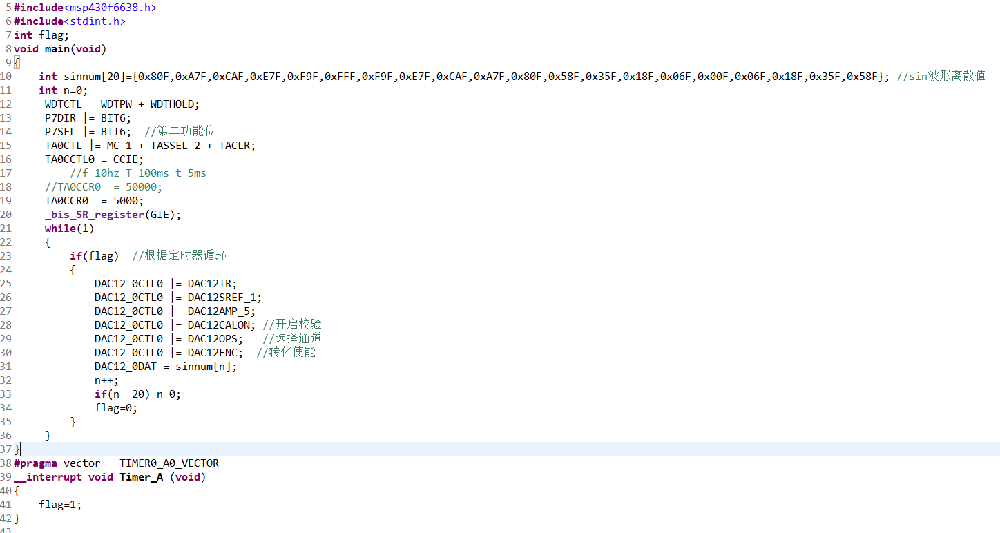 5 #include<msp430f6638.h>
6 #include<stdint.h>
7 int flag;
8 void main(void)
9 {
10 int sinnum[20]={0x80F,0xA7F,0xCAF,0xE7F,0xF9F,0xFFF,0xF9F,0xE7F,0xCAF,0xA7F,0x80F,0x58F,0x35F,0x18F,0x06F,0x00F,0x06F,0x18F,0x35F,0x58F}; //sin波形离散值
11 int n=0;
12 WDTCTL = WDTPW + WDTHOLD;
13 P7DIR |= BIT6;
14 P7SEL |= BIT6; //第二功能位
15 TA0CTL |= MC_1 + TASSEL_2 + TACLR;
16 TA0CCTL0 = CCIE;
17 //f=10hz T=100ms t=5ms
18 //TA0CCR0 = 50000;
19 TA0CCR0 = 5000;
20 _bis_SR_register(GIE);
21 while(1)
22 {
23 if(flag) //根据定时器循环
24 {
25 DAC12_0CTL0 |= DAC12IR;
26 DAC12_0CTL0 |= DAC12SREF_1;
27 DAC12_0CTL0 |= DAC12AMP_5;
28 DAC12_0CTL0 |= DAC12CALON; //开启校验
29 DAC12_0CTL0 |= DAC12OPS; //选择通道
30 DAC12_0CTL0 |= DAC12ENC; //转化使能
31 DAC12_0DAT = sinnum[n];
32 n++;
33 if(n==20) n=0;
34 flag=0;
35 }
36 }
37 }
38 #pragma vector = TIMER0_A0_VECTOR
39 __interrupt void Timer_A (void)
40 {
41 flag=1;
42 }
43